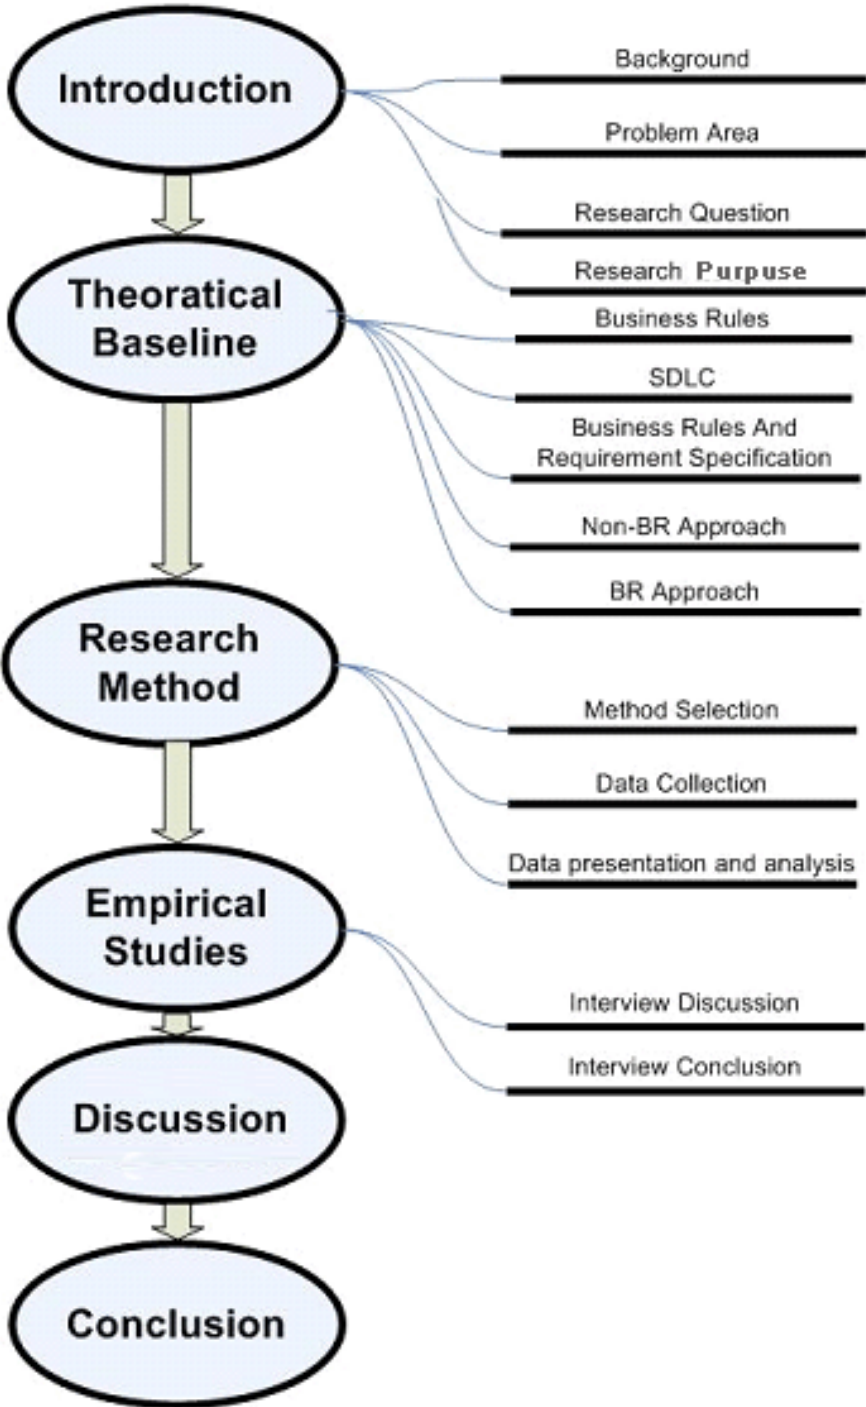 Introduction
Background
Problem Area
Research Question
Research Purpuse
Theoratical
Baseline
Business Rules
SDLC
Business Rules And
Requirement Specification
Non-BR Approach
BR Approach
Research
Method
Method Selection
Data Collection
Data presentation and analysis
Empirical
Studies
Interview Discussion
Interview Conclusion
Discussion
Conclusion